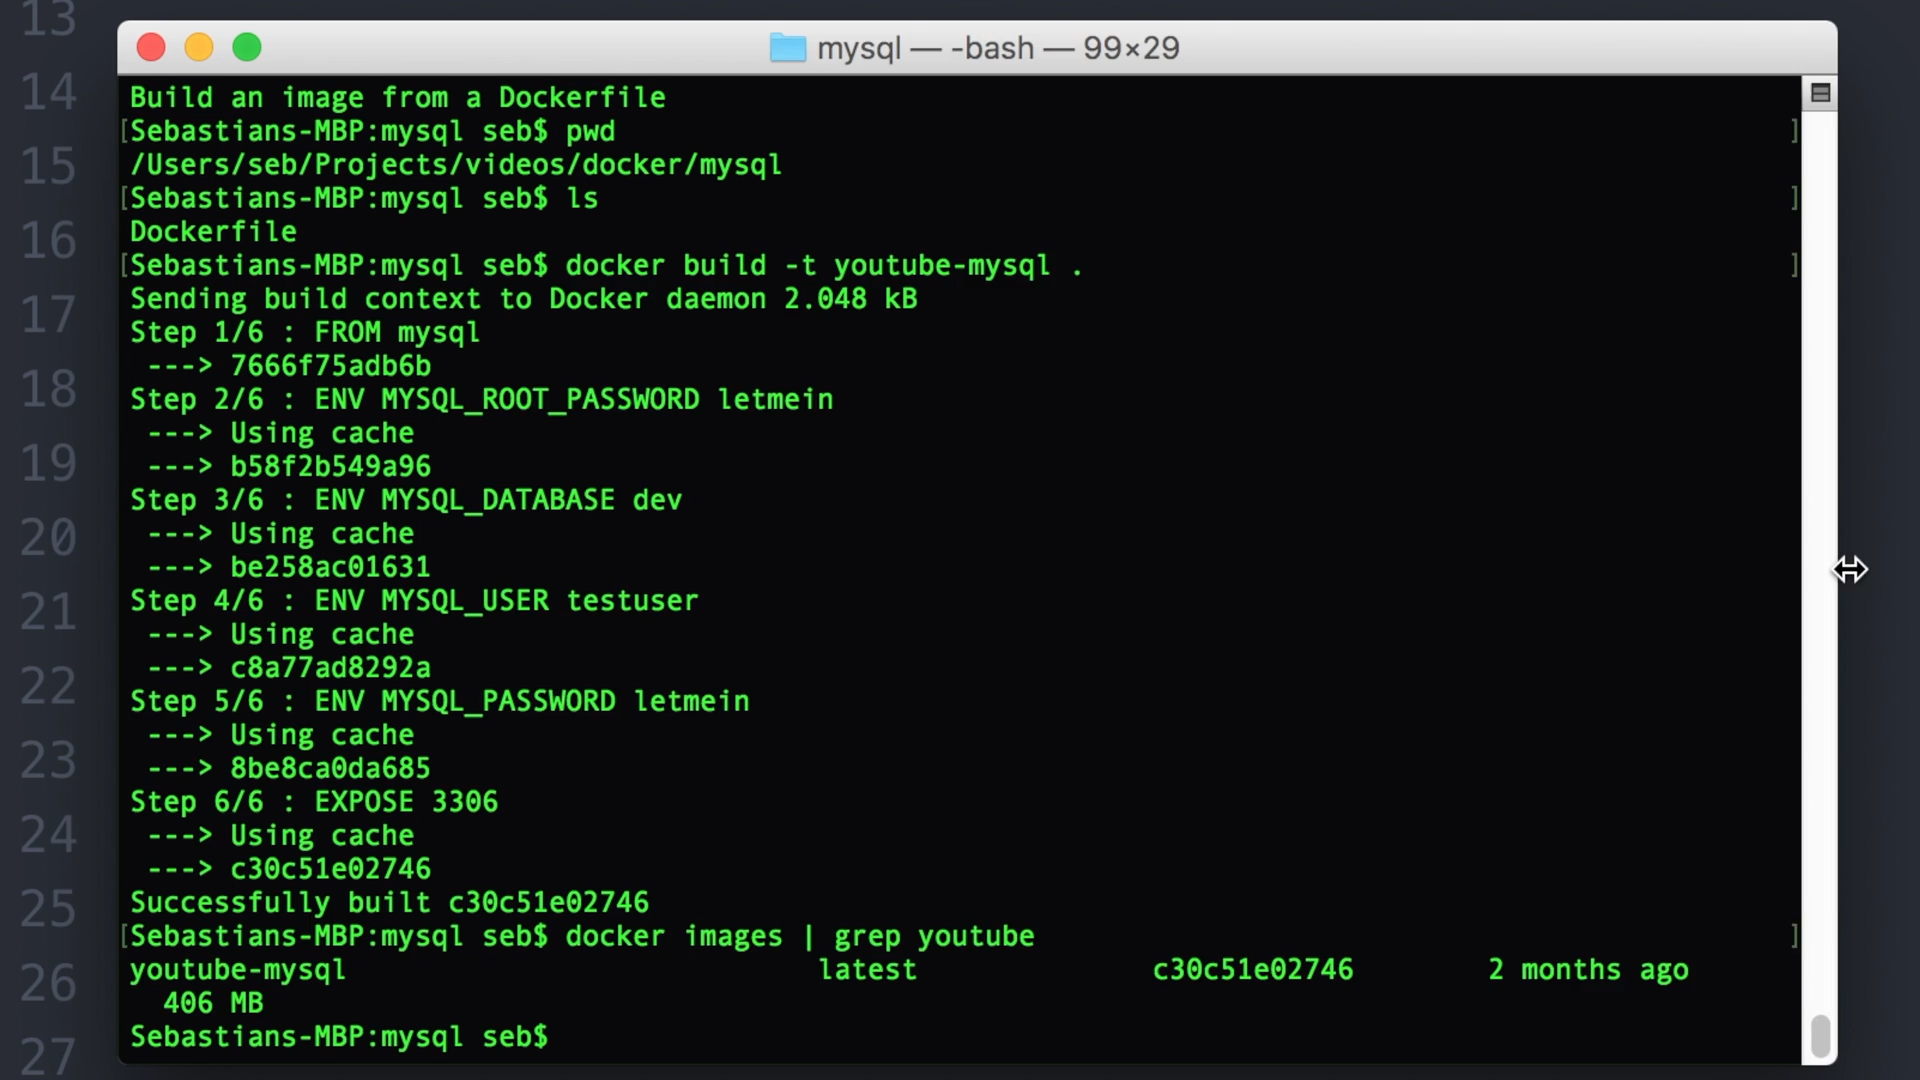 mysql — -bash — 99×29
Build an image from a Dockerfile
[Sebastians-MBP:mysql seb$ pwd ]
/Users/seb/Projects/videos/docker/mysql
[Sebastians-MBP:mysql seb$ ls ]
Dockerfile
[Sebastians-MBP:mysql seb$ docker build -t youtube-mysql . ]
Sending build context to Docker daemon 2.048 kB
Step 1/6 : FROM mysql
---> 7666f75adb6b
Step 2/6 : ENV MYSQL_ROOT_PASSWORD letmein
---> Using cache
---> b58f2b549a96
Step 3/6 : ENV MYSQL_DATABASE dev
---> Using cache
---> be258ac01631
Step 4/6 : ENV MYSQL_USER testuser
---> Using cache
---> c8a77ad8292a
Step 5/6 : ENV MYSQL_PASSWORD letmein
---> Using cache
---> 8be8ca0da685
Step 6/6 : EXPOSE 3306
---> Using cache
---> c30c51e02746
Successfully built c30c51e02746
[Sebastians-MBP:mysql seb$ docker images | grep youtube ]
youtube-mysql latest c30c51e02746 2 months ago
406 MB
Sebastians-MBP:mysql seb$
13
14
15
16
17
18
19
20
21
22
23
24
25
26
27